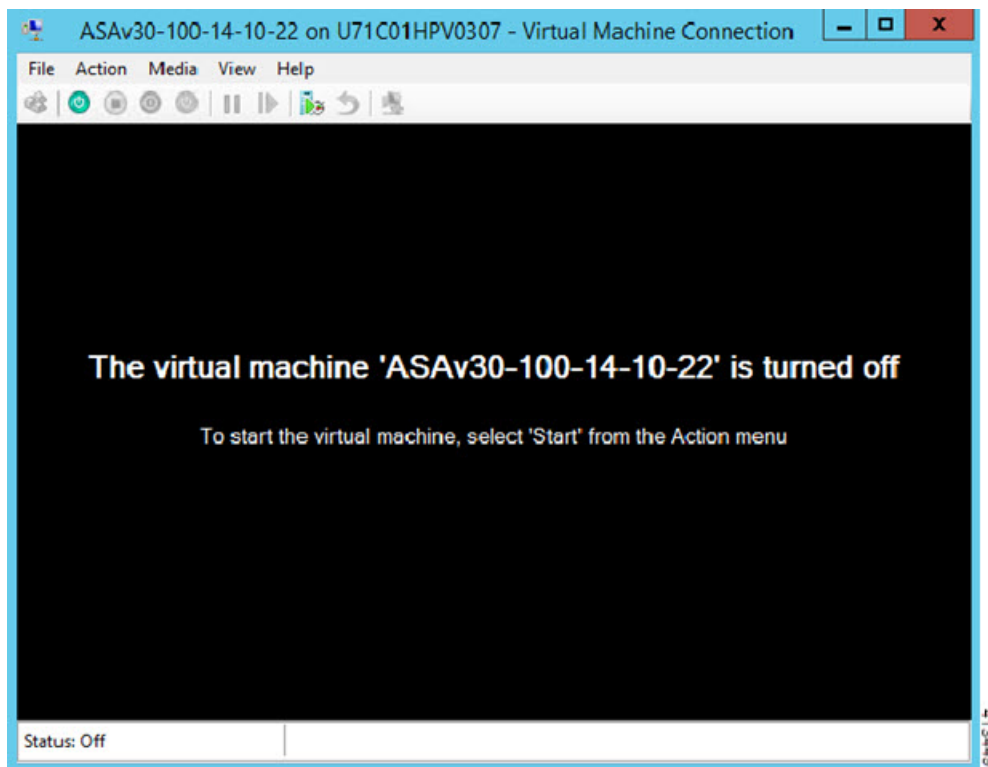 ASAv30-100-14-10-22 on U71C01HPV0307 - Virtual Machine Connection
File Action Media View Help
The virtual machine 'ASAv30-100-14-10-22' is turned off
To start the virtual machine, select 'Start' from the Action menu
Status: Off